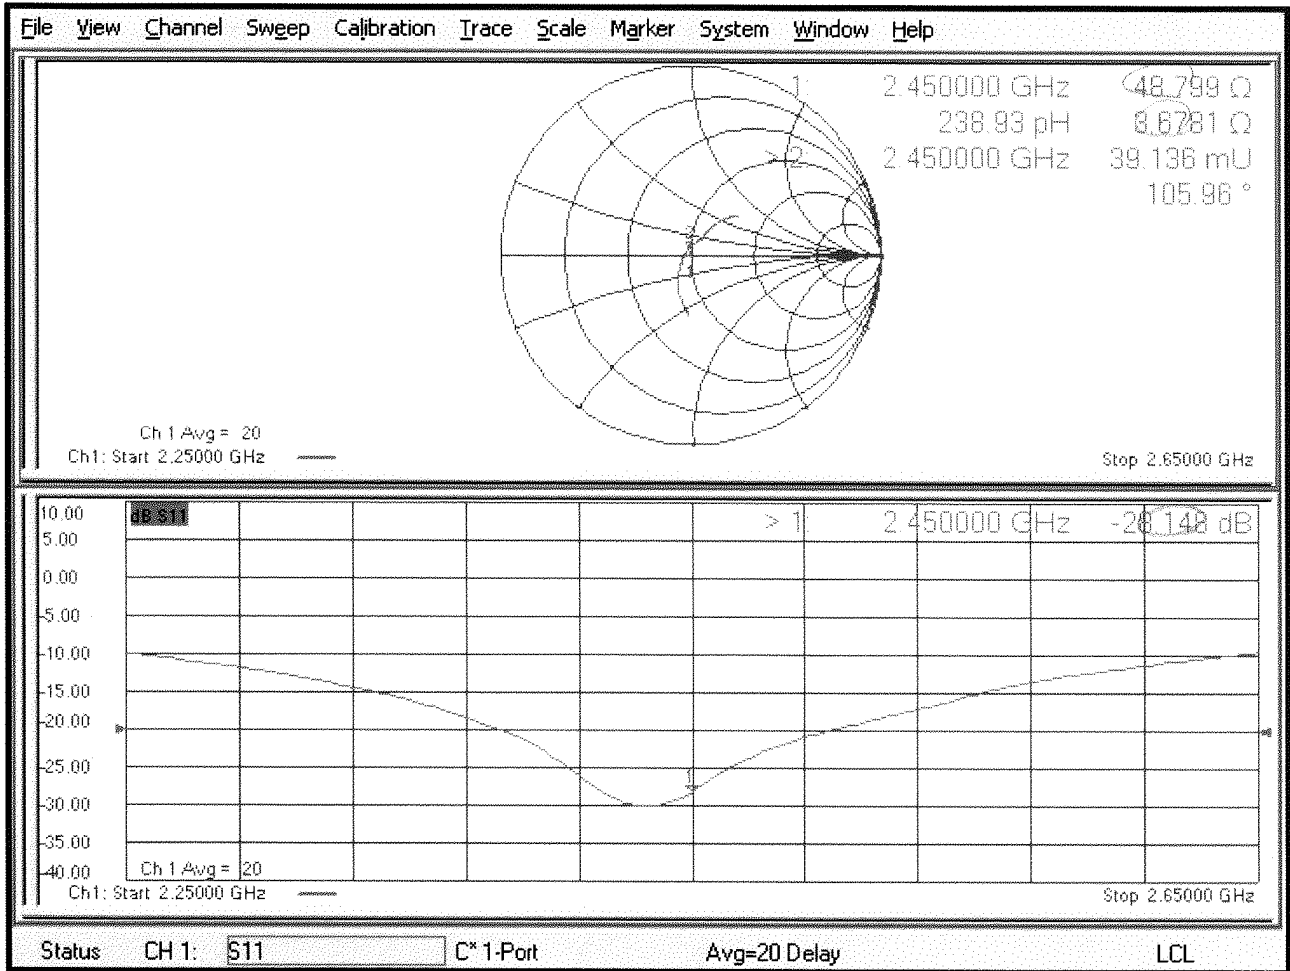 File View Channel Sweep Calibration Trace Scale Marker System Window Help
1: 2.450000 GHz 48.799 Ω
238.93 pH 3.6781 Ω
> 2: 2.450000 GHz 39.136 mU
105.96 °
Ch 1 Avg = 20
Ch1: Start 2.25000 GHz Stop 2.65000 GHz
10.00 dB S11 > 1: 2.450000 GHz -28.148 dB
5.00
0.00
-5.00
-10.00
-15.00
-20.00
-25.00
1
-30.00
-35.00
-40.00 Ch 1 Avg = 20
Ch1: Start 2.25000 GHz Stop 2.65000 GHz
Status CH 1: S11 C* 1-Port Avg=20 Delay LCL